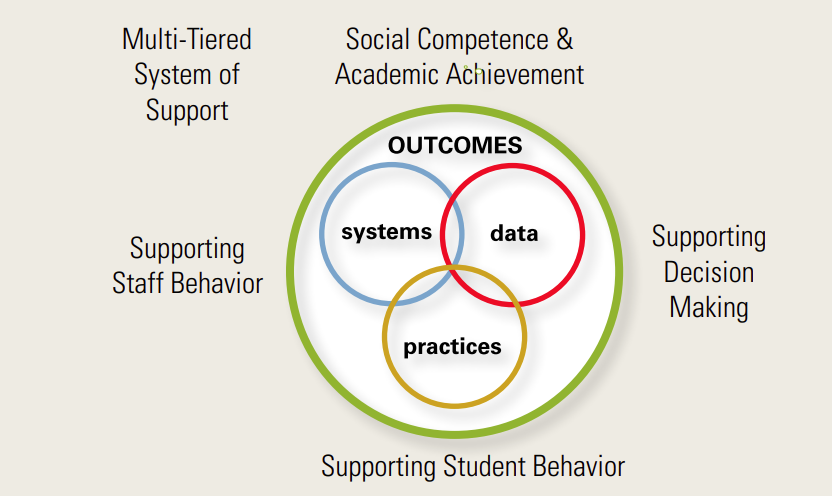 Multi-Tiered
System of
Support
Social Competence &
Academic Achievement
OUTCOMES
systems
data
practices
Supporting
Staff Behavior
Supporting
Decision
Making
Supporting Student Behavior